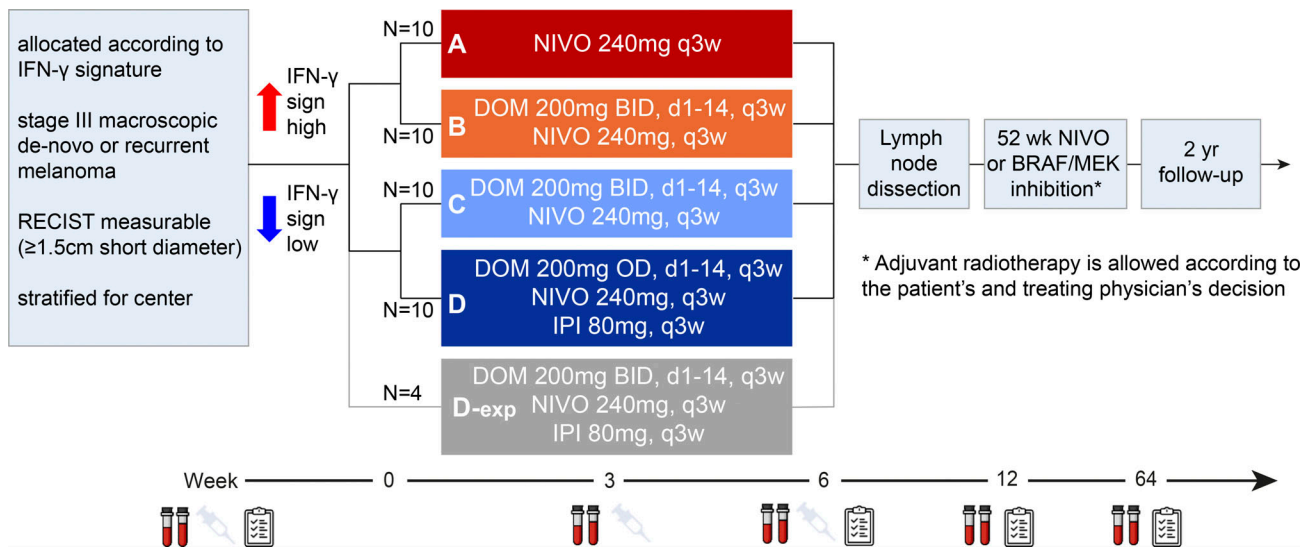 allocated according to
IFN-γ signature
stage III macroscopic
de-novo or recurrent
melanoma
RECIST measurable
(≥1.5cm short diameter)
stratified for center
IFN-γ
sign
high
IFN-γ
sign
low
N=10
A
NIVO 240mg q3w
N=10
B
DOM 200mg BID, d1-14, q3w
NIVO 240mg, q3w
N=10
C
DOM 200mg BID, d1-14, q3w
NIVO 240mg, q3w
N=10
D
DOM 200mg OD, d1-14, q3w
NIVO 240mg, q3w
IPI 80mg, q3w
N=4
D-exp
DOM 200mg BID, d1-14, q3w
NIVO 240mg, q3w
IPI 80mg, q3w
Lymph
node
dissection
52 wk NIVO
or BRAF/MEK
inhibition*
2 yr
follow-up
* Adjuvant radiotherapy is allowed according to
the patient's and treating physician's decision
Week 0 3 6 12 64